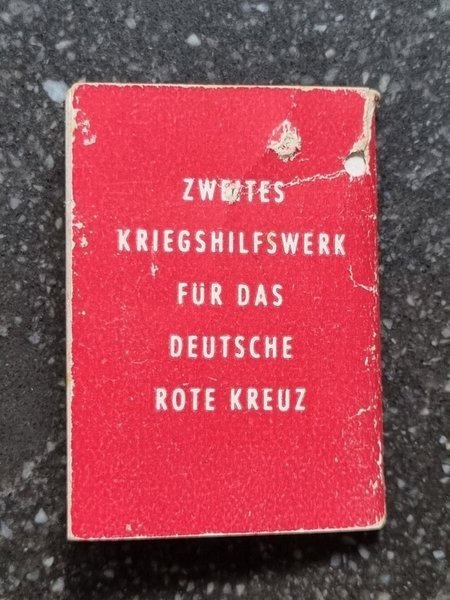 ZWEITES
KRIEGSHILFSWERK
FÜR DAS
DEUTSCHE
ROTE KREUZ